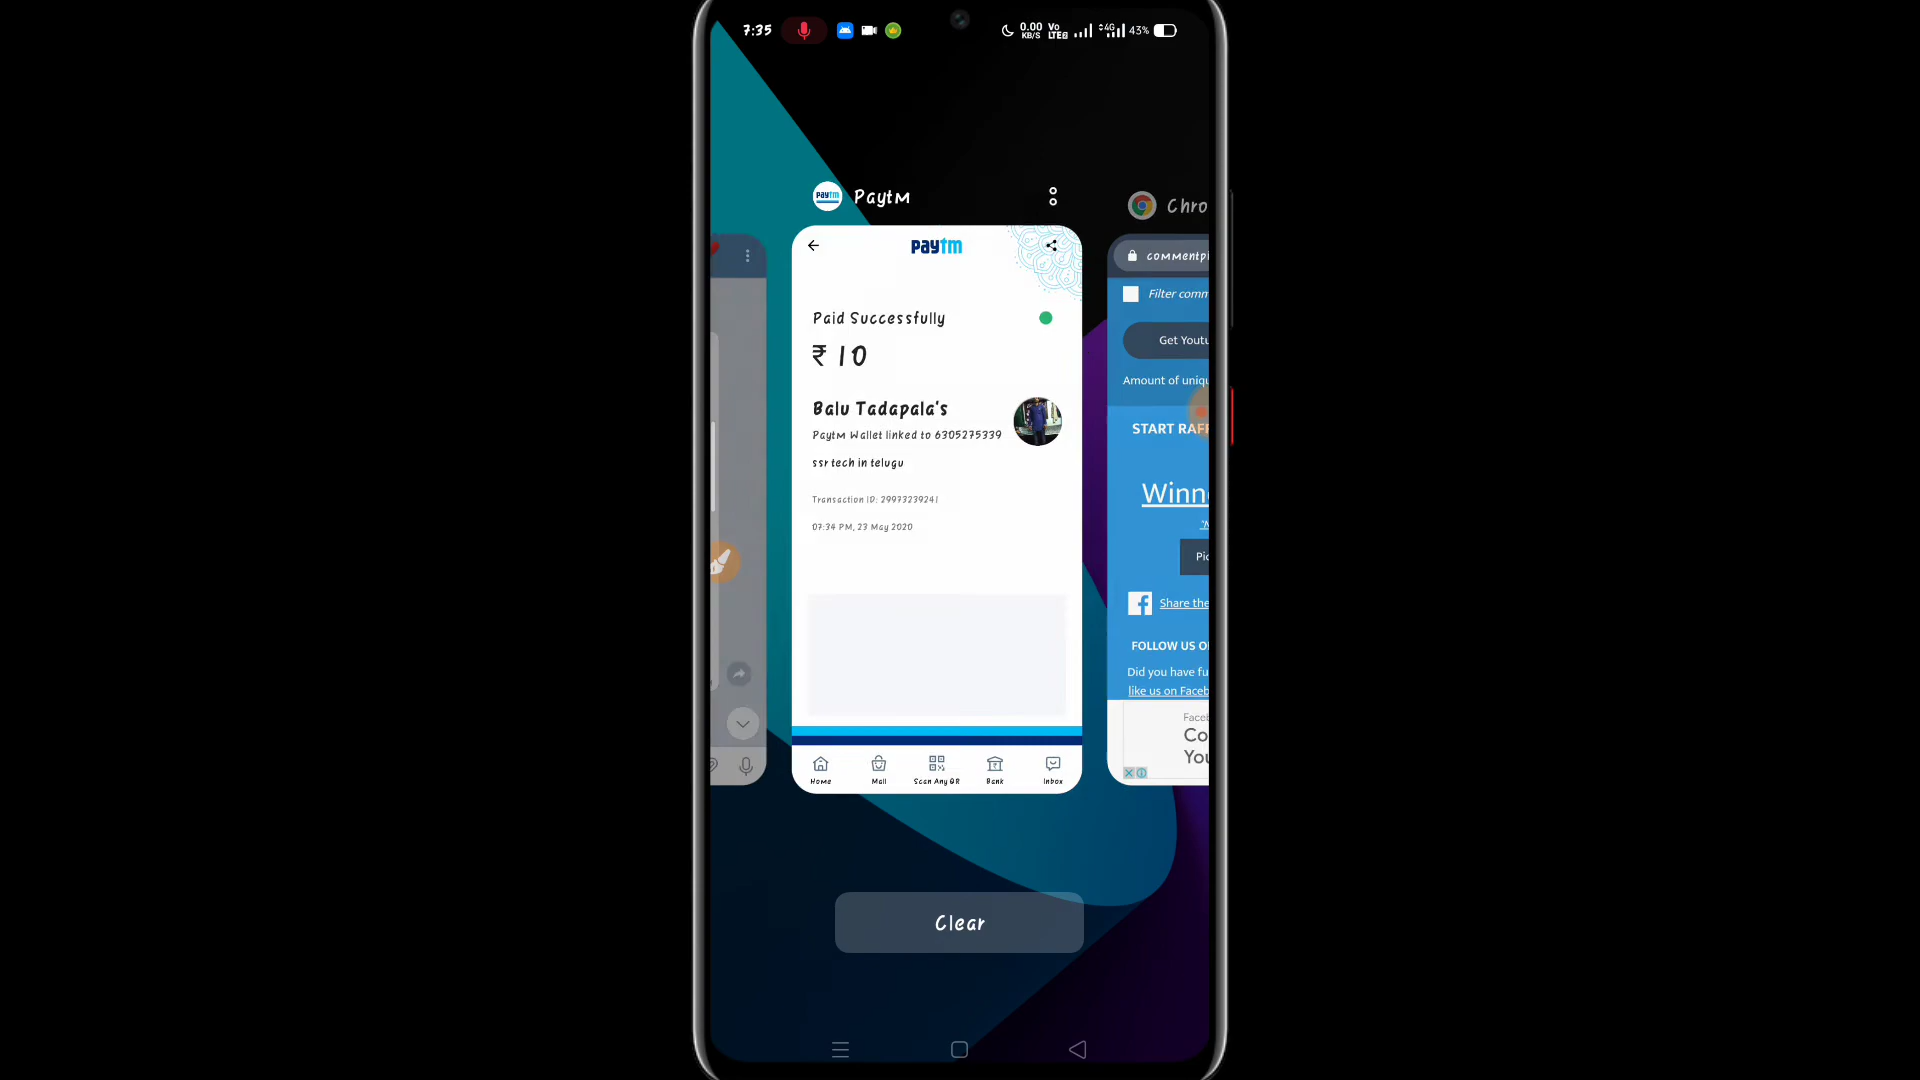 7:35
0.00 KB/S
Vo LTE2
4G
43%
Paytm
Chro
paytm
commentpi
Filter comm
Get Youtu
Amount of uniqu
Paid Successfully
₹ 10
Balu Tadapala's
Paytm Wallet linked to 6305275339
ssr tech in telugu
Transaction ID: 29973239241
07:34 PM, 23 May 2020
START RAFF
Winn
Pic
Share the
FOLLOW US O
Did you have fu
like us on Faceb
Faceb
Co
You
Home
Mall
Scan Any QR
Bank
Inbox
Clear